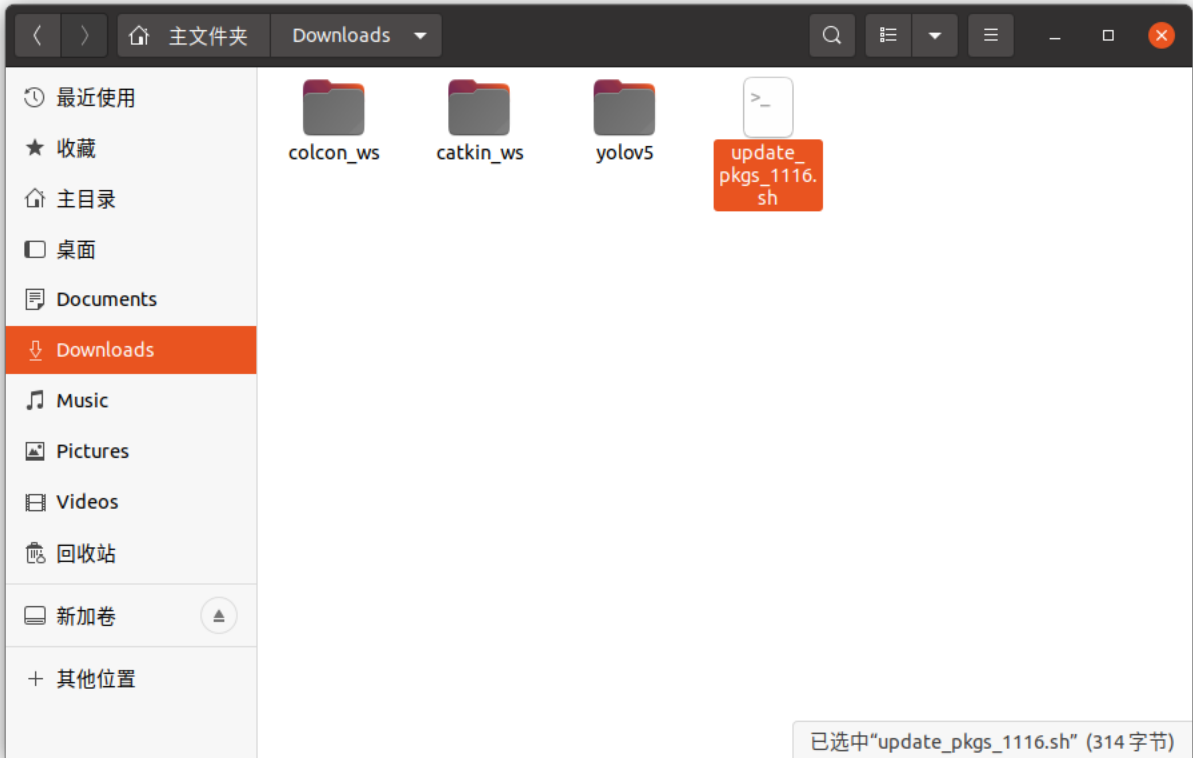 主文件夹 Downloads
最近使用
收藏
主目录
桌面
Documents
Downloads
Music
Pictures
Videos
回收站
新加卷
其他位置
colcon_ws
catkin_ws
yolov5
>_
update_
pkgs_1116.
sh
已选中“update_pkgs_1116.sh” (314 字节)